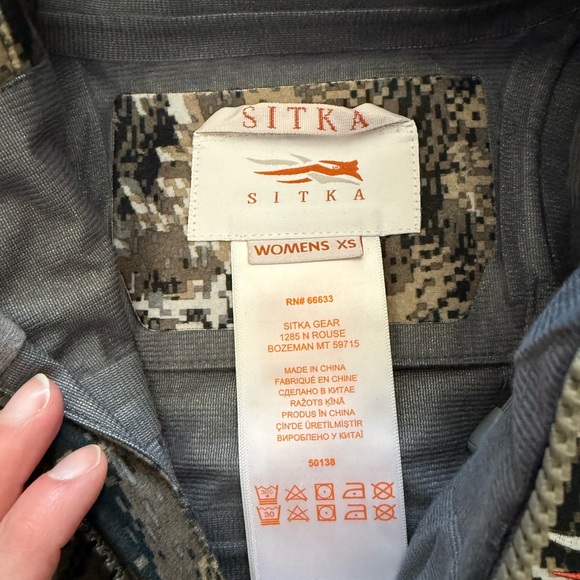 SITKA
SITKA
WOMENS XS
RN# 66633
SITKA GEAR
1285 N ROUSE
BOZEMAN MT 59715
MADE IN CHINA
FABRIQUÉ EN CHINE
СДЕЛАНО В КИТАЕ
RAŽOTS ĶĪNĀ
PRODUS ÎN CHINA
ÇİN'DE ÜRETİLMİŞTİR
ВИРОБЛЕНО У КИТАЇ
50138